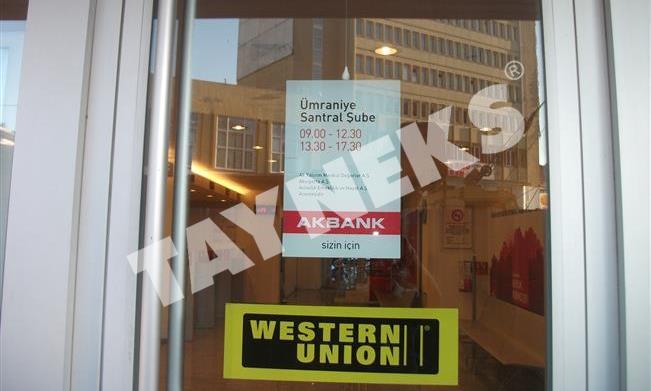 Ümraniye
Santral Şube
09.00 - 12.30
13.30 - 17.30
AKBANK
sizin için
TAYNEKS®
WESTERN
UNION